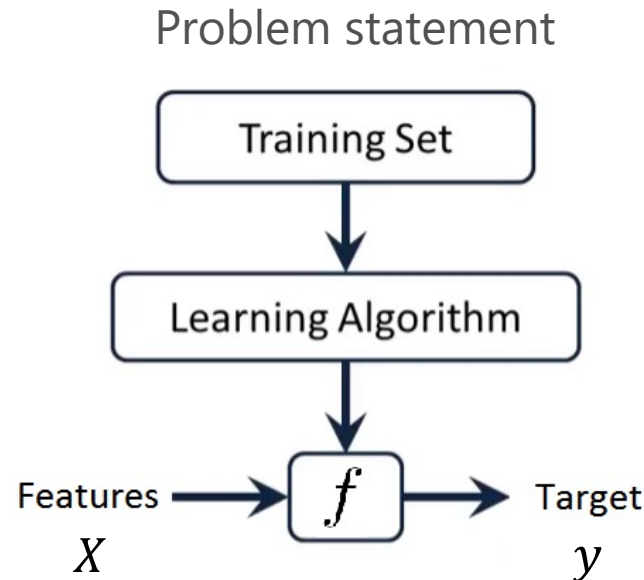 Problem statement
Training Set
Learning Algorithm
Features
f
Target
X
y